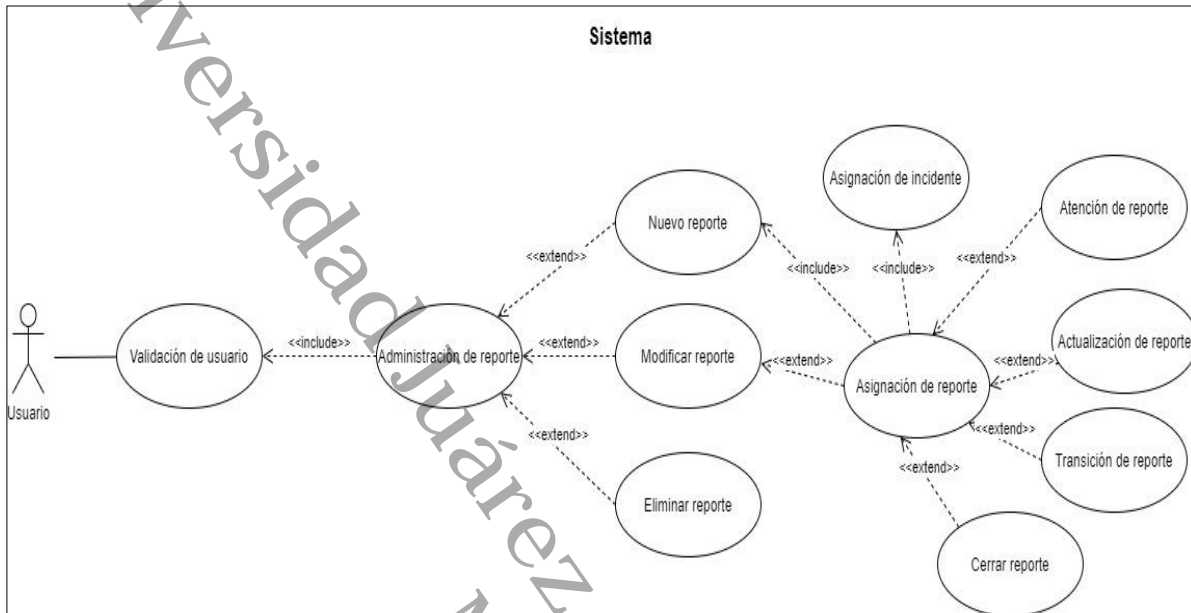 Sistema
Asignación de incidente
Atención de reporte
Nuevo reporte
<<extend>>
<<include>>
<<include>>
<<extend>>
<<include>>
Validación de usuario
Administración de reporte
<<extend>>
Modificar reporte
<<extend>>
Asignación de reporte
<<extend>>
Actualización de reporte
Usuario
<<extend>>
<<extend>>
Transición de reporte
<<extend>>
Eliminar reporte
Cerrar reporte
Juárez